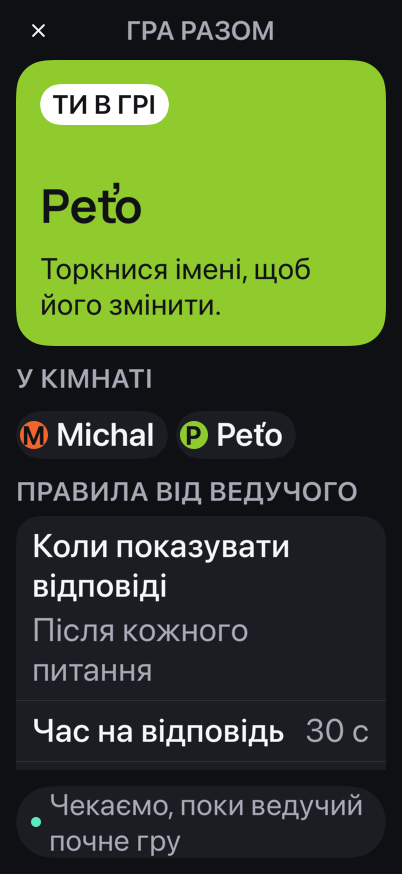 ГРА РАЗОМ
ТИ В ГРІ
Peťo
Торкнися імені, щоб
його змінити.
У КІМНАТІ
M Michal P Peťo
ПРАВИЛА ВІД ВЕДУЧОГО
Коли показувати
відповіді
Після кожного
питання
Час на відповідь 30 с
Чекаємо, поки ведучий
почне гру